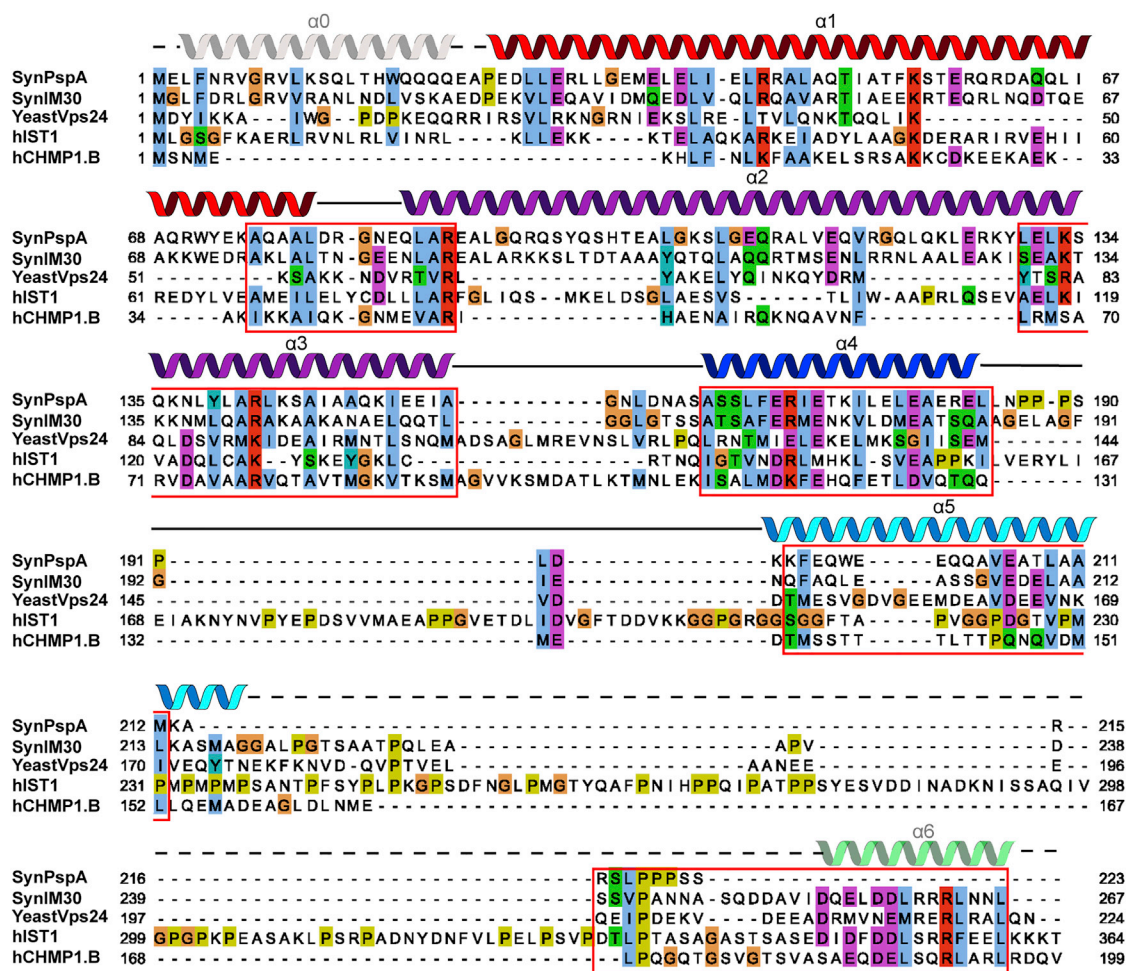 α0 α1
SynPspA 1 MELFNRVGRVLKSQLTHWQQQQEAPEDLLERLLGEMELELI-ELRRALAQTIATFKSTERQRDAQQLI 67
SynIM30 1 MGLFDRLGRVVRANLNDLVSKAEDPEKVLEQAVIDMQEDLV-QLRQAVARTIAEEKRTEQRLNQDTQE 67
YeastVps24 1 MDYIKKA--IWG-PDPKEQQRRIRSVLRKNGRNIEKSLRE-LTVLQNKTQQLIK------------- 50
hIST1 1 MLGSGFKAERLRVNLRLVINRL----KLLEKK----KTELAQKARKEIADYLAAGKDERARIRVEHII 60
hCHMP1.B 1 MSNME--------------------------------KHLF-NLKFAAKELSRSAKKCDKEEKAEK-- 33
α2
SynPspA 68 AQRWYEKAQAALDR-GNEQLAREALGQRQSYQSHTEALGKSLGEQRALVEQVRGQLQKLERKYLELKS 134
SynIM30 68 AKKWEDRAKLALTN-GEENLARELARKKSLTDTAAAYQTQLAQQRTMSENLRRNLAALEAKISEAKT 134
YeastVps24 51 ---------KSAKK-NDVRTVR-------------YAKELYQINKQYDRM--------YTSRA 83
hIST1 61 REDYLVEAMEILELYCDLLLARFGLIQS---MKELDSGLAESVS-----TLIW-AAPRLQSEVAELKI 119
hCHMP1.B 34 -----AKIKKAIQK-GNMEVAR-------------HAENAIRQKNQAVNF--------LRMSA 70
α3 α4
SynPspA 135 QKNLYLARLKSAIAAQKIEEIA----------GNLDNASASSLFERIETKILELEAERELLNPP-PS 190
SynIM30 135 KKNMLQARAKAAKANAELQQTL----------GGLGTSSATSAFERMENKVLDMEATSQAAGELAGF 191
YeastVps24 84 QLDSVRMKIDEAIRMNTLSNQMADSAGLMREVNSLVRLPQLRNTMIELEKELMKSGIISEM------- 144
hIST1 120 VADQLCAK--YSKEYGKLC-------------RTNQIGTVNDRLMHKL-SVEAPPKILVERYLI 167
hCHMP1.B 71 RVDAVAARVQTAVTMGKVTKSMAGVVKSMDATLKTMNLEKISALMDKFEHQFETLDVQTQQ------- 131
α5
SynPspA 191 P--------------------------LD---------------KKFEQWE-----EQQAVEATLAA 211
SynIM30 192 G--------------------------IE---------------NQFAQLE-----ASSGVEDELAA 212
YeastVps24 145 ---------------------------VD---------------DTMESVGDVGEEMDEAVDEEVNK 169
hIST1 168 EIAKNYNVPYEPDSVVMAEAPPGVETDLIDVGFTDDVKKGGPGRGGSGGFTA----PVGGPDGTVPM 230
hCHMP1.B 132 ---------------------------ME---------------DTMSSTT-----TLTTPQNQVDM 151
SynPspA 212 MKA------------------------------------------------------R-- 215
SynIM30 213 LKASMAGGALPGTSAATPQLEA--------------------APV---------------D-- 238
YeastVps24 170 IVEQYTNEKFKNVD-QVPTVEL------------------AANEE---------------E-- 196
hIST1 231 PMPMPMPSANTPFSYPLPKGPSDFNGLPMGTYQAFPNIHPPQIPATPPSYESVDDINADKNISSAQIV 298
hCHMP1.B 152 LLQEMADEAGLDLNME-------------------------------------------- 167
α6
SynPspA 216 --------------------------------RSLPPPSS---------------------- 223
SynIM30 239 --------------------------------SSVPANNA-SQDDAVIDQELDDLRRRLNNL---- 267
YeastVps24 197 --------------------------------QEIPDEKV---DEEADRMVNEMRERLRALQN-- 224
hIST1 299 GPGPKPEASAKLPSRPADNYDNFVLPELPSVPDTLPTASAGASTSASEDIDFDDLSRRFEELKKKT 364
hCHMP1.B 168 ----------------------------------LPQGQTGSVGTSVASAEQDELSQRLARLRDQV 199